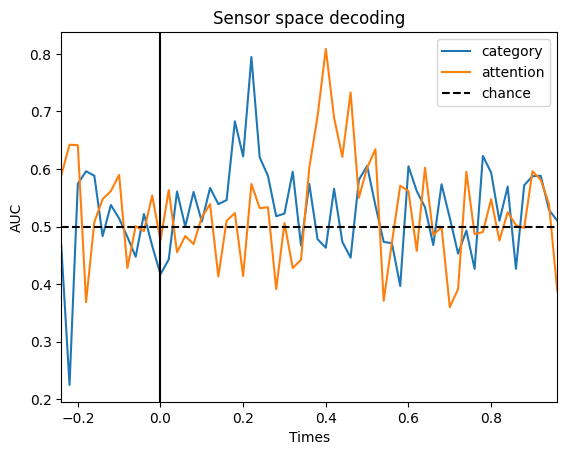 Sensor space decoding
AUC
0.8
0.7
0.6
0.5
0.4
0.3
0.2
category
attention
chance
−0.2
0.0
0.2
0.4
0.6
0.8
Times